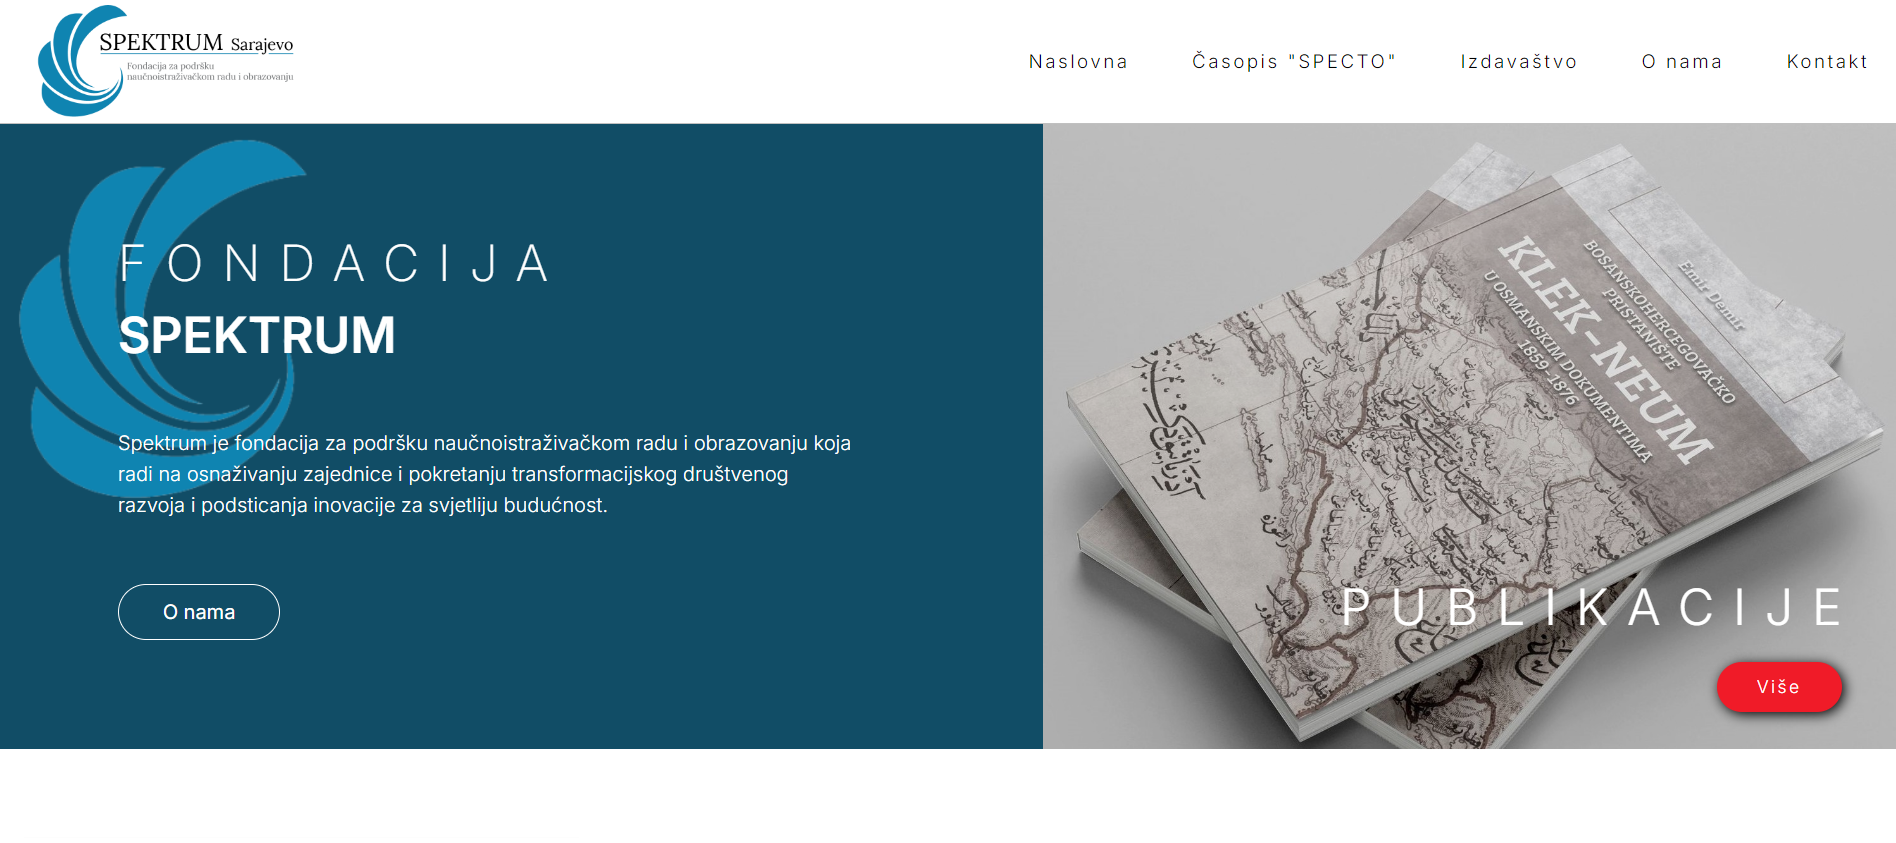 SPEKTRUM Sarajevo
Fondacija za podršku
naučnoistraživačkom radu i obrazovanju
Naslovna
Časopis "SPECTO"
Izdavaštvo
O nama
Kontakt
FONDACIJA
SPEKTRUM
Spektrum je fondacija za podršku naučnoistraživačkom radu i obrazovanju koja
radi na osnaživanju zajednice i pokretanju transformacijskog društvenog
razvoja i podsticanja inovacije za svjetliju budućnost.
O nama
Emir Demir
BOSANSKOHERCEGOVAČKO
PRISTANIŠTE
KLEK-NEUM
U OSMANSKIM DOKUMENTIMA
1859-1876
PUBLIKACIJE
Više